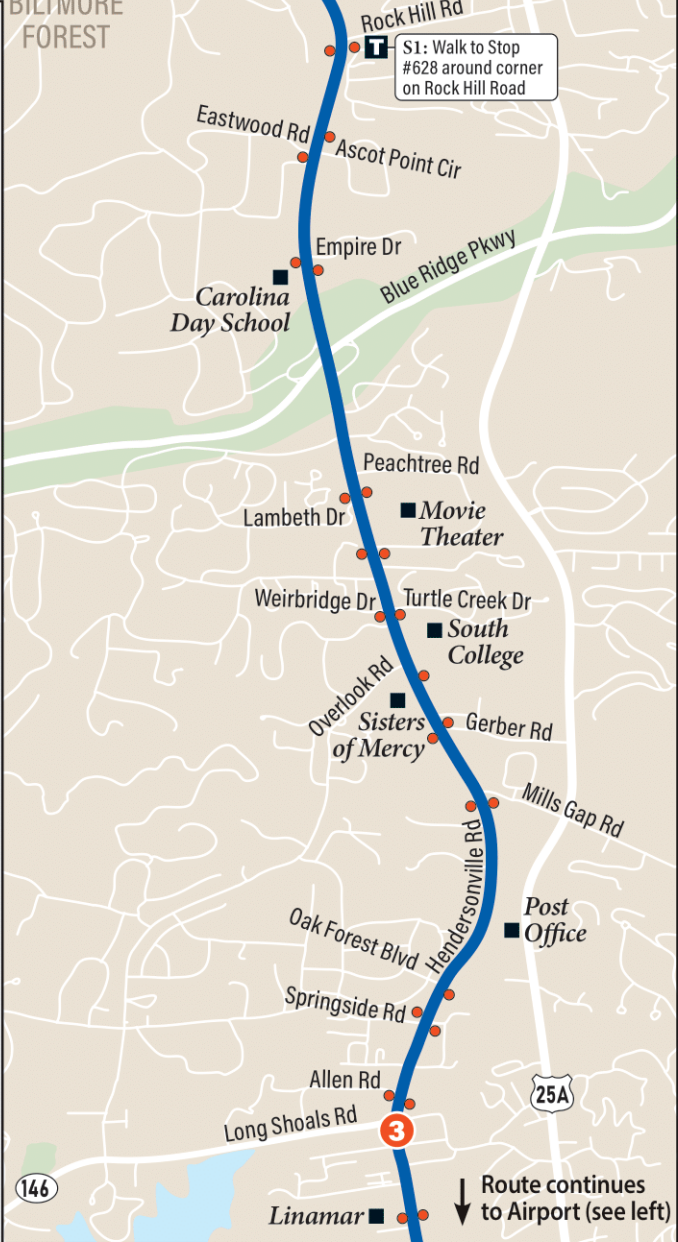 BILTMORE
FOREST
Rock Hill Rd
T
S1: Walk to Stop
#628 around corner
on Rock Hill Road
Eastwood Rd
Ascot Point Cir
Empire Dr
Blue Ridge Pkwy
Carolina
Day School
Peachtree Rd
Lambeth Dr
Movie
Theater
Weirbridge Dr
Turtle Creek Dr
South
College
Overlook Rd
Sisters
of Mercy
Gerber Rd
Mills Gap Rd
Hendersonville Rd
Post
Office
Oak Forest Blvd
Springside Rd
Allen Rd
25A
Long Shoals Rd
3
146
Route continues
to Airport (see left)
Linamar